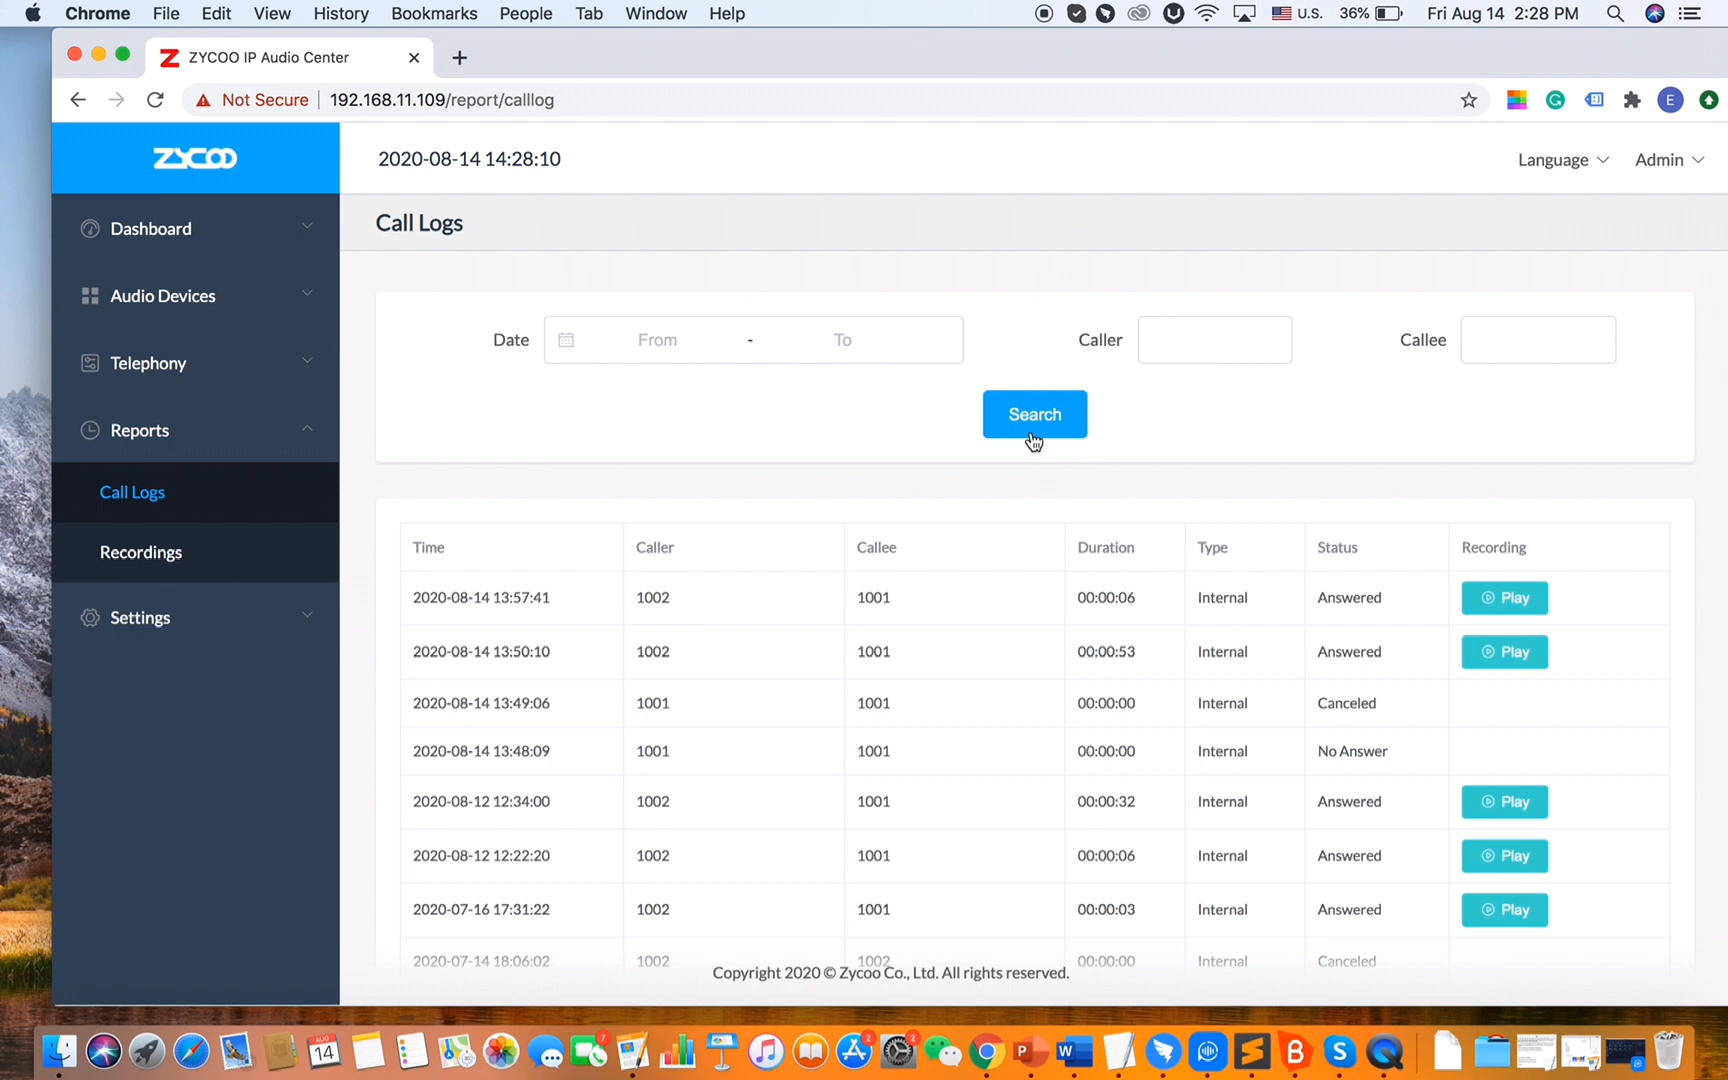 Chrome File Edit View History Bookmarks People Tab Window Help U.S. 36% Fri Aug 14 2:28 PM
ZYCOO IP Audio Center
Not Secure 192.168.11.109/report/calllog E
ZYCOO 2020-08-14 14:28:10 Language Admin
Dashboard
Audio Devices
Telephony
Reports
Call Logs
Recordings
Settings
Call Logs
Date From - To Caller Callee
Search
Time Caller Callee Duration Type Status Recording
2020-08-14 13:57:41 1002 1001 00:00:06 Internal Answered Play
2020-08-14 13:50:10 1002 1001 00:00:53 Internal Answered Play
2020-08-14 13:49:06 1001 1001 00:00:00 Internal Canceled
2020-08-14 13:48:09 1001 1001 00:00:00 Internal No Answer
2020-08-12 12:34:00 1002 1001 00:00:32 Internal Answered Play
2020-08-12 12:22:20 1002 1001 00:00:06 Internal Answered Play
2020-07-16 17:31:22 1002 1001 00:00:03 Internal Answered Play
2020-07-14 18:06:02 1002 1002 00:00:00 Internal Canceled
Copyright 2020 © Zycoo Co., Ltd. All rights reserved.
AUG
14 7 2 2 P W S B S